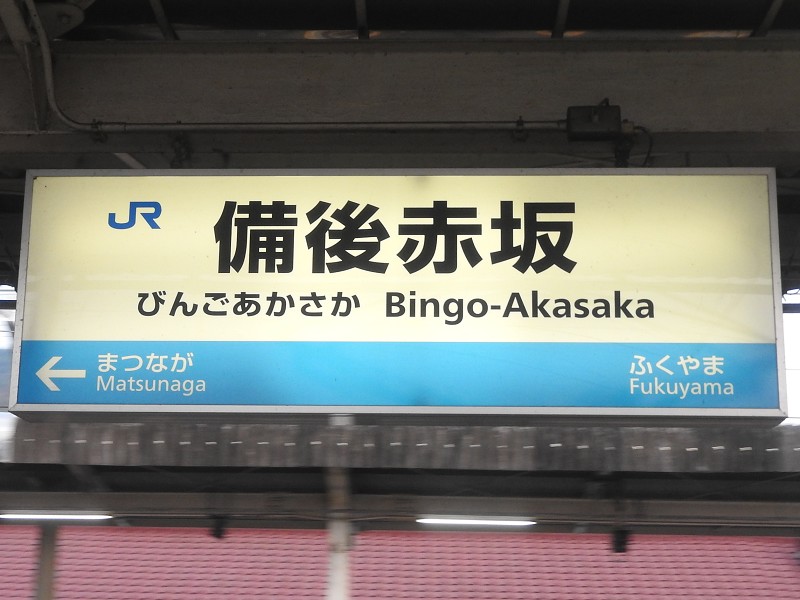 JR 備後赤坂
びんごあかさか Bingo-Akasaka
← まつなが ふくやま
Matsunaga Fukuyama